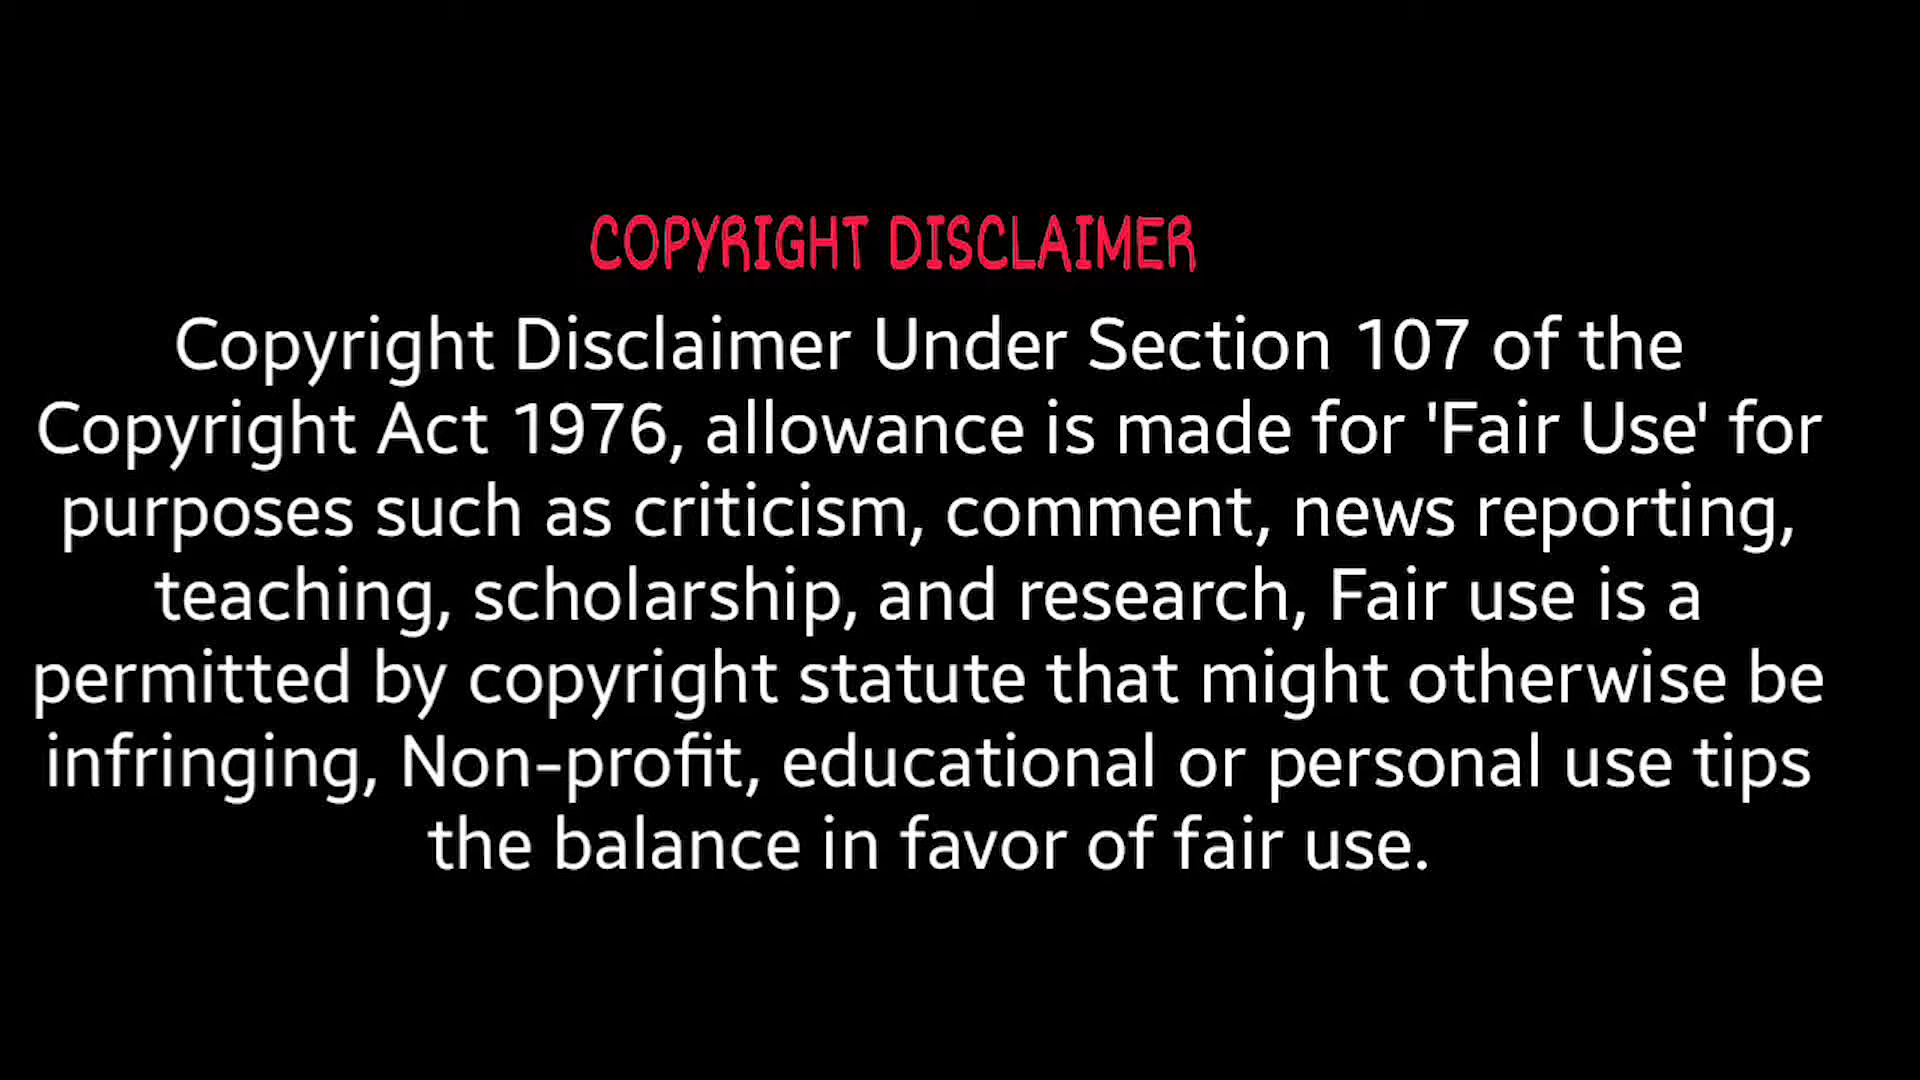 COPYRIGHT DISCLAIMER
Copyright Disclaimer Under Section 107 of the
Copyright Act 1976, allowance is made for 'Fair Use' for
purposes such as criticism, comment, news reporting,
teaching, scholarship, and research, Fair use is a
permitted by copyright statute that might otherwise be
infringing, Non-profit, educational or personal use tips
the balance in favor of fair use.